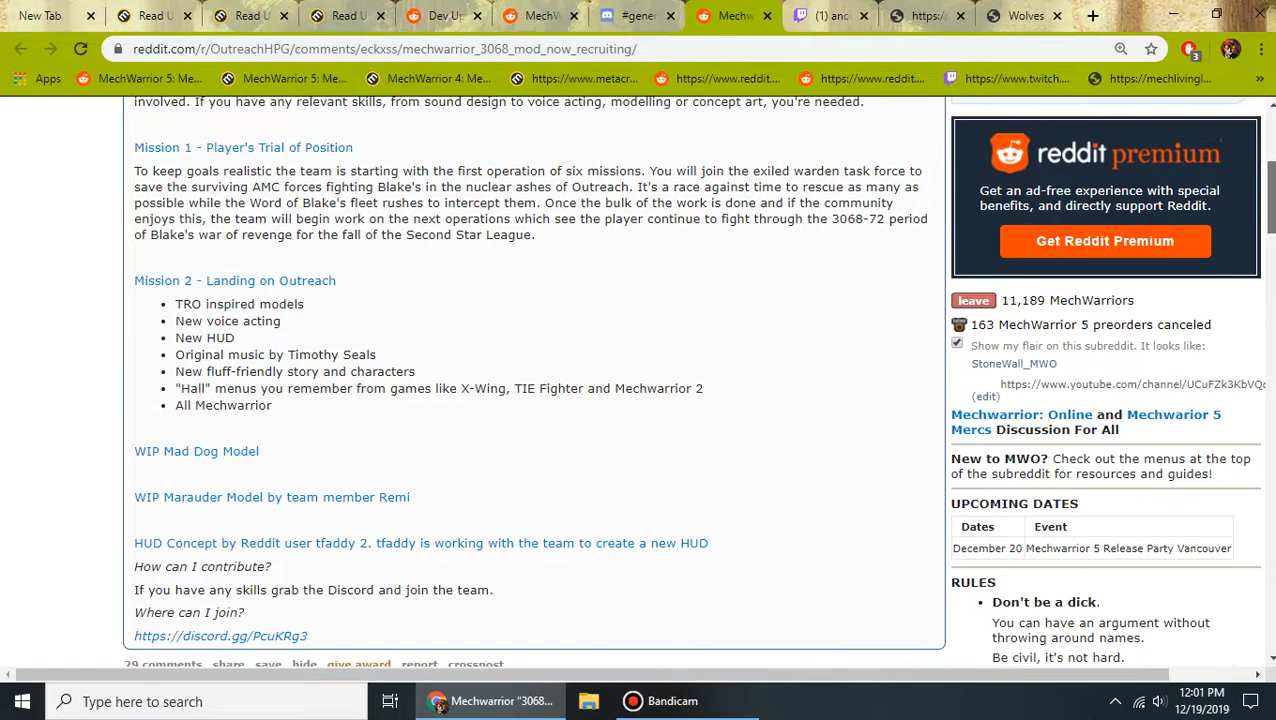 New Tab
Read U
Read U
Read U
Dev Up
MechW
#gener
Mechw
(1) anc
https:/
Wolves
reddit.com/r/OutreachHPG/comments/eckxss/mechwarrior_3068_mod_now_recruiting/
3
Apps
MechWarrior 5: Me...
MechWarrior 5: Me...
MechWarrior 4: Me...
https://www.metacr...
https://www.reddit....
https://www.reddit....
https://www.twitch....
https://mechlivingl...
»
involved. If you have any relevant skills, from sound design to voice acting, modelling or concept art, you're needed.
Mission 1 - Player's Trial of Position
To keep goals realistic the team is starting with the first operation of six missions. You will join the exiled warden task force to
save the surviving AMC forces fighting Blake's in the nuclear ashes of Outreach. It's a race against time to rescue as many as
possible while the Word of Blake's fleet rushes to intercept them. Once the bulk of the work is done and if the community
enjoys this, the team will begin work on the next operations which see the player continue to fight through the 3068-72 period
of Blake's war of revenge for the fall of the Second Star League.
Mission 2 - Landing on Outreach
• TRO inspired models
• New voice acting
• New HUD
• Original music by Timothy Seals
• New fluff-friendly story and characters
• "Hall" menus you remember from games like X-Wing, TIE Fighter and Mechwarrior 2
• All Mechwarrior
WIP Mad Dog Model
WIP Marauder Model by team member Remi
HUD Concept by Reddit user tfaddy 2. tfaddy is working with the team to create a new HUD
How can I contribute?
If you have any skills grab the Discord and join the team.
Where can I join?
https://discord.gg/PcuKRg3
29 comments share save hide give award report crosspost
reddit premium
Get an ad-free experience with special
benefits, and directly support Reddit.
Get Reddit Premium
leave 11,189 MechWarriors
163 MechWarrior 5 preorders canceled
Show my flair on this subreddit. It looks like:
StoneWall_MWO
https://www.youtube.com/channel/UCuFZk3KbVQc
(edit)
Mechwarrior: Online and Mechwarior 5
Mercs Discussion For All
New to MWO? Check out the menus at the top
of the subreddit for resources and guides!
UPCOMING DATES
Dates Event
December 20 Mechwarrior 5 Release Party Vancouver
RULES
• Don't be a dick.
You can have an argument without
throwing around names.
Be civil, it's not hard.
Type here to search
Mechwarrior "3068...
Bandicam
12:01 PM
12/19/2019